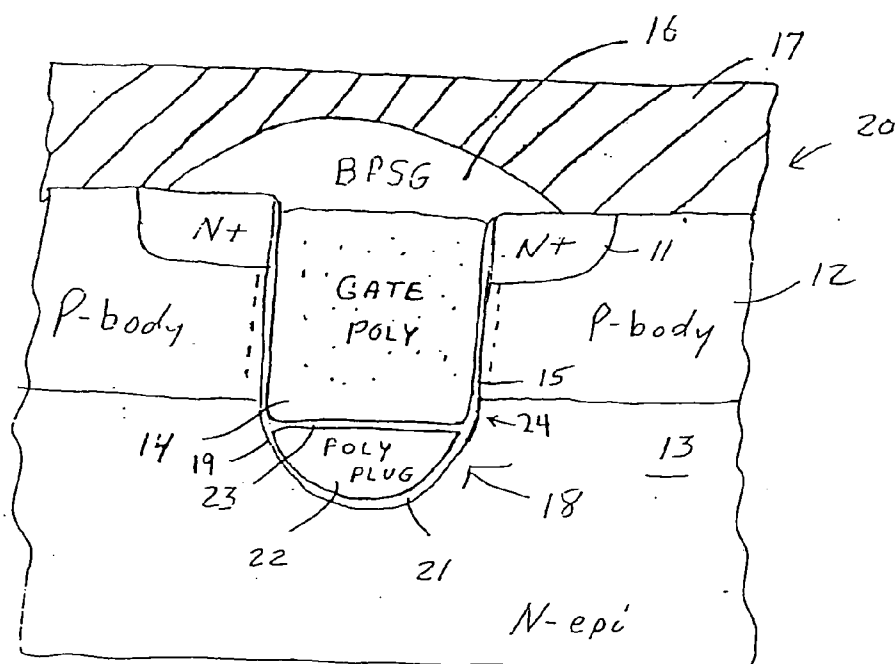 16
17
20
BPSG
N+
N+
11
12
GATE
POLY
P-body
P-body
15
14
19
23
24
POLY
PLUG
13
18
22
21
N-epi